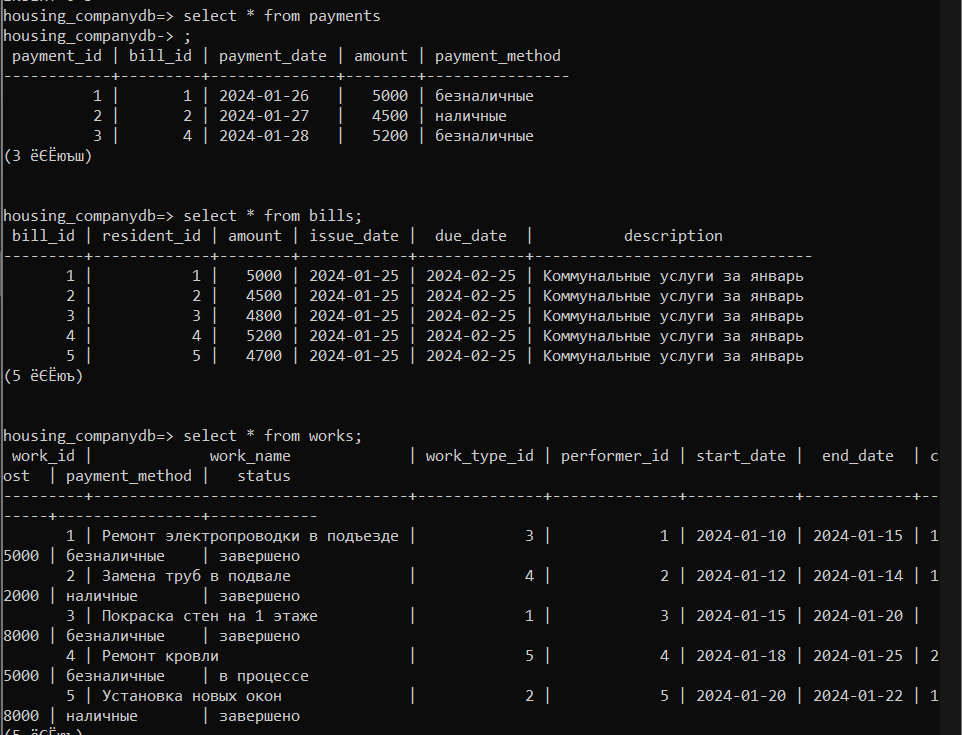 housing_companydb=> select * from payments
housing_companydb-> ;
 payment_id | bill_id | payment_date | amount | payment_method
------------+---------+--------------+--------+----------------
          1 |       1 | 2024-01-26   |   5000 | безналичные
          2 |       2 | 2024-01-27   |   4500 | наличные
          3 |       4 | 2024-01-28   |   5200 | безналичные
(3 ёЄЁюъш)
housing_companydb=> select * from bills;
 bill_id | resident_id | amount | issue_date |  due_date  |          description
---------+-------------+--------+------------+------------+-------------------------------
       1 |           1 |   5000 | 2024-01-25 | 2024-02-25 | Коммунальные услуги за январь
       2 |           2 |   4500 | 2024-01-25 | 2024-02-25 | Коммунальные услуги за январь
       3 |           3 |   4800 | 2024-01-25 | 2024-02-25 | Коммунальные услуги за январь
       4 |           4 |   5200 | 2024-01-25 | 2024-02-25 | Коммунальные услуги за январь
       5 |           5 |   4700 | 2024-01-25 | 2024-02-25 | Коммунальные услуги за январь
(5 ёЄЁюъ)
housing_companydb=> select * from works;
 work_id |             work_name             | work_type_id | performer_id | start_date |  end_date  | c
ost  | payment_method |   status
---------+-----------------------------------+--------------+--------------+------------+------------+--
-----+----------------+------------
       1 | Ремонт электропроводки в подъезде |            3 |            1 | 2024-01-10 | 2024-01-15 | 1
5000 | безналичные    | завершено
       2 | Замена труб в подвале             |            4 |            2 | 2024-01-12 | 2024-01-14 | 1
2000 | наличные       | завершено
       3 | Покраска стен на 1 этаже          |            1 |            3 | 2024-01-15 | 2024-01-20 |
8000 | безналичные    | завершено
       4 | Ремонт кровли                     |            5 |            4 | 2024-01-18 | 2024-01-25 | 2
5000 | безналичные    | в процессе
       5 | Установка новых окон              |            2 |            5 | 2024-01-20 | 2024-01-22 | 1
8000 | наличные       | завершено
(5 ёЄЁюъ)